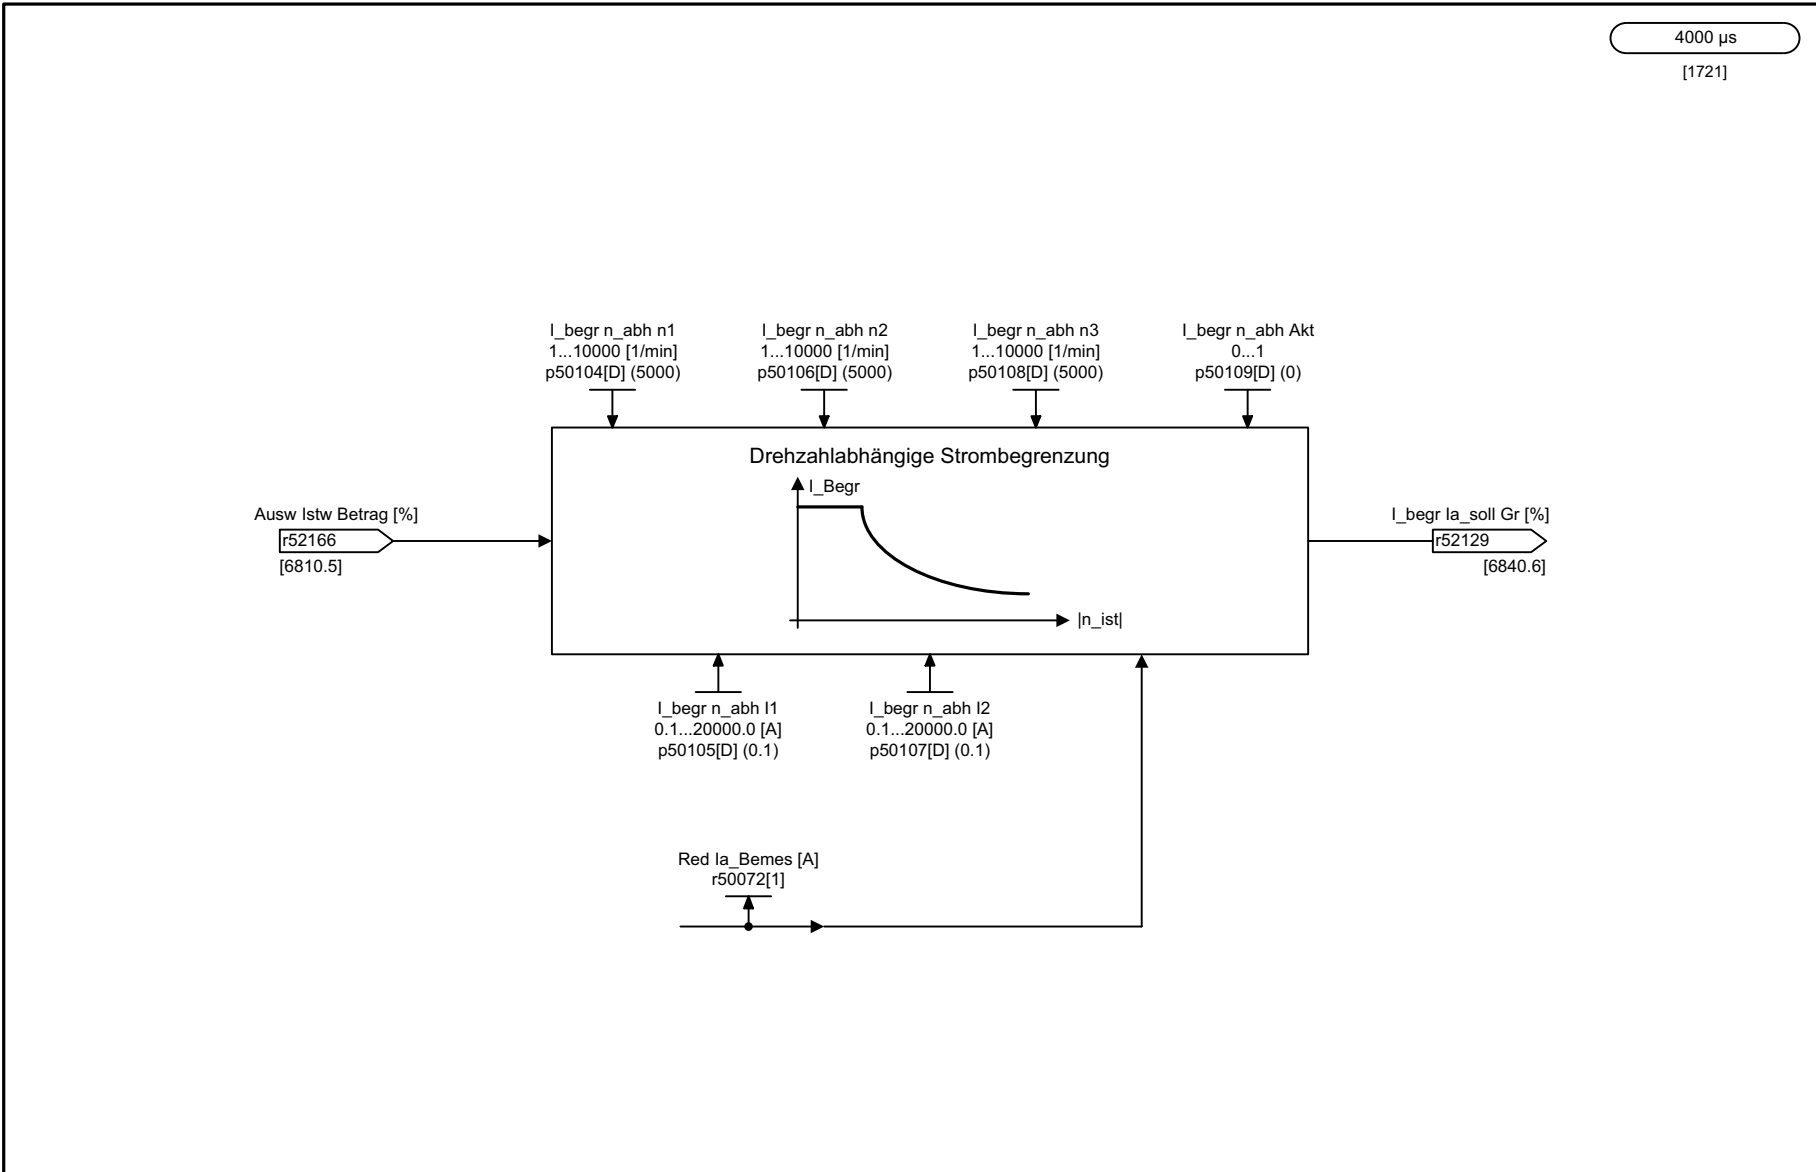 4000 µs
[1721]
I_begr n_abh n1
1...10000 [1/min]
p50104[D] (5000)
I_begr n_abh n2
1...10000 [1/min]
p50106[D] (5000)
I_begr n_abh n3
1...10000 [1/min]
p50108[D] (5000)
I_begr n_abh Akt
0...1
p50109[D] (0)
Drehzahlabhängige Strombegrenzung
I_Begr
|n_ist|
Ausw Istw Betrag [%]
r52166
[6810.5]
I_begr Ia_soll Gr [%]
r52129
[6840.6]
I_begr n_abh I1
0.1...20000.0 [A]
p50105[D] (0.1)
I_begr n_abh I2
0.1...20000.0 [A]
p50107[D] (0.1)
Red Ia_Bemes [A]
r50072[1]